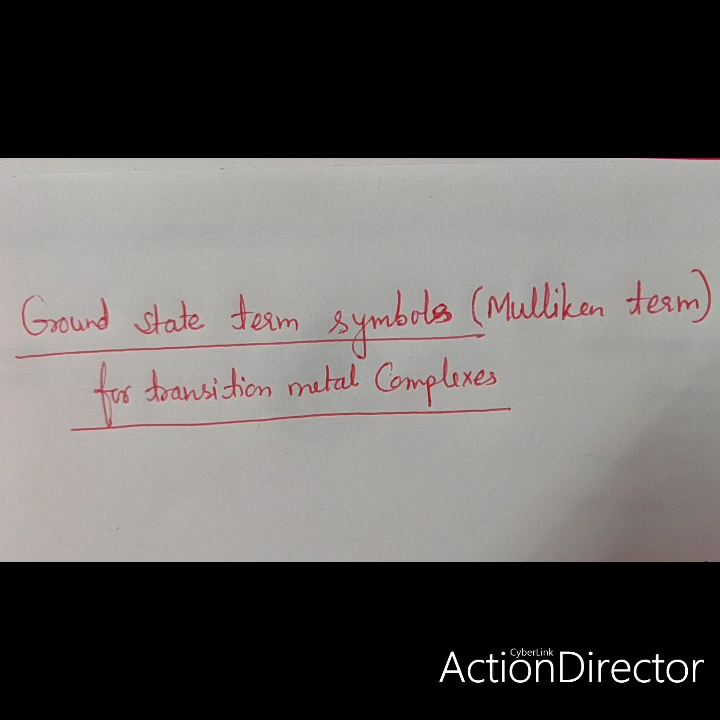 Ground state term symbols (Mulliken term)
for transition metal Complexes
CyberLink
ActionDirector